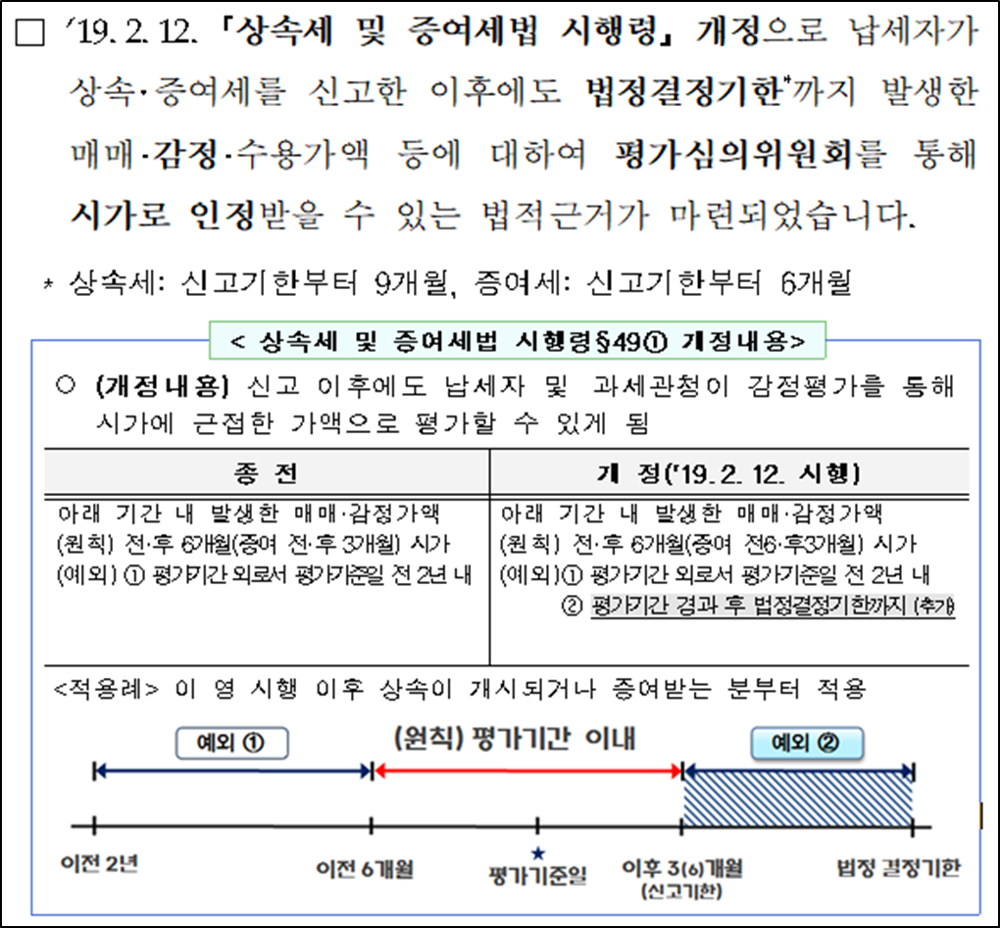 □ ’19. 2. 12. 「상속세 및 증여세법 시행령」 개정으로 납세자가
상속·증여세를 신고한 이후에도 법정결정기한*까지 발생한
매매·감정·수용가액 등에 대하여 평가심의위원회를 통해
시가로 인정받을 수 있는 법적근거가 마련되었습니다.
* 상속세: 신고기한부터 9개월, 증여세: 신고기한부터 6개월
< 상속세 및 증여세법 시행령§49① 개정내용>
○ (개정내용) 신고 이후에도 납세자 및 과세관청이 감정평가를 통해
시가에 근접한 가액으로 평가할 수 있게 됨
종 전
개 정(’19. 2. 12. 시행)
아래 기간 내 발생한 매매·감정가액
(원칙) 전·후 6개월(증여 전·후 3개월) 시가
(예외) ① 평가기간 외로서 평가기준일 전 2년 내
아래 기간 내 발생한 매매·감정가액
(원칙) 전·후 6개월(증여 전6·후3개월) 시가
(예외)① 평가기간 외로서 평가기준일 전 2년 내
② 평가기간 경과 후 법정결정기한까지 (추가)
<적용례> 이 영 시행 이후 상속이 개시되거나 증여받는 분부터 적용
예외 ①
(원칙) 평가기간 이내
예외 ②
이전 2년
이전 6개월
★
평가기준일
이후 3(6)개월
(신고기한)
법정 결정기한